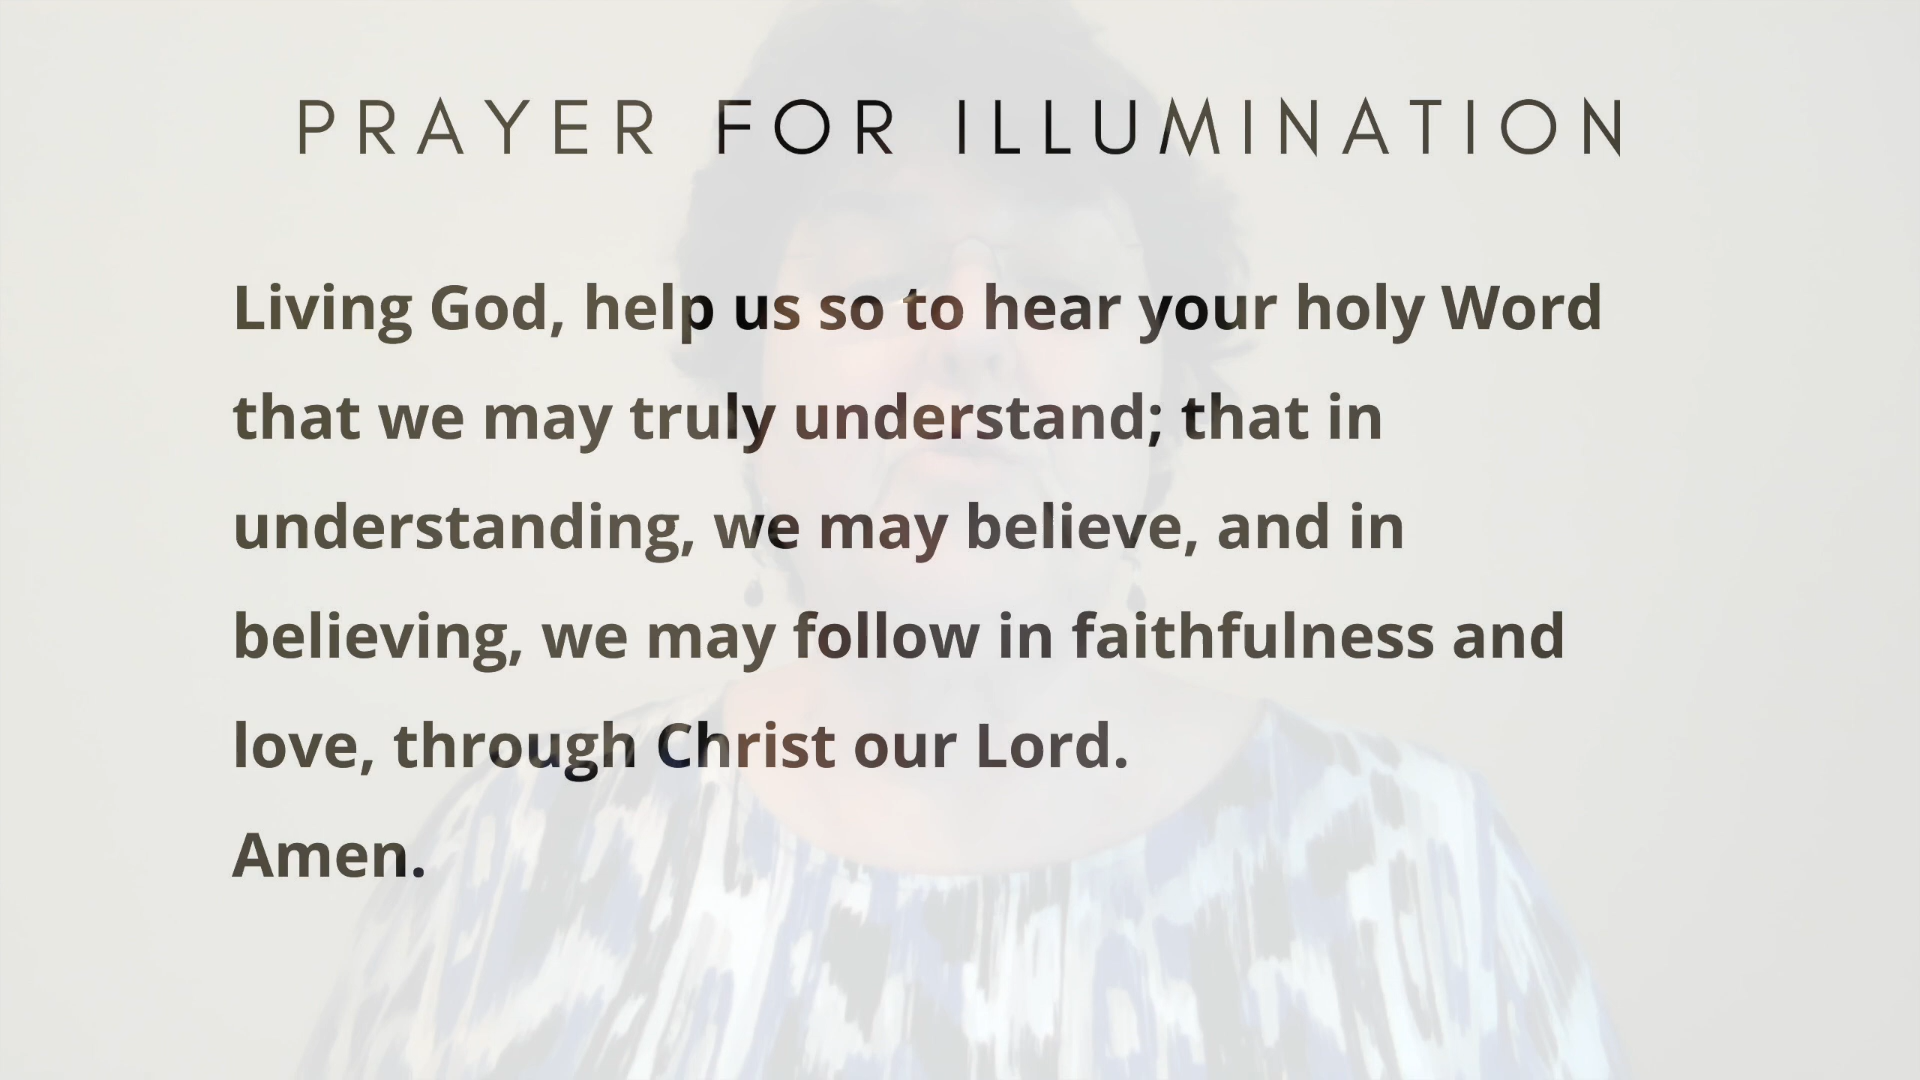 PRAYER FOR ILLUMINATION
Living God, help us so to hear your holy Word
that we may truly understand; that in
understanding, we may believe, and in
believing, we may follow in faithfulness and
love, through Christ our Lord.
Amen.